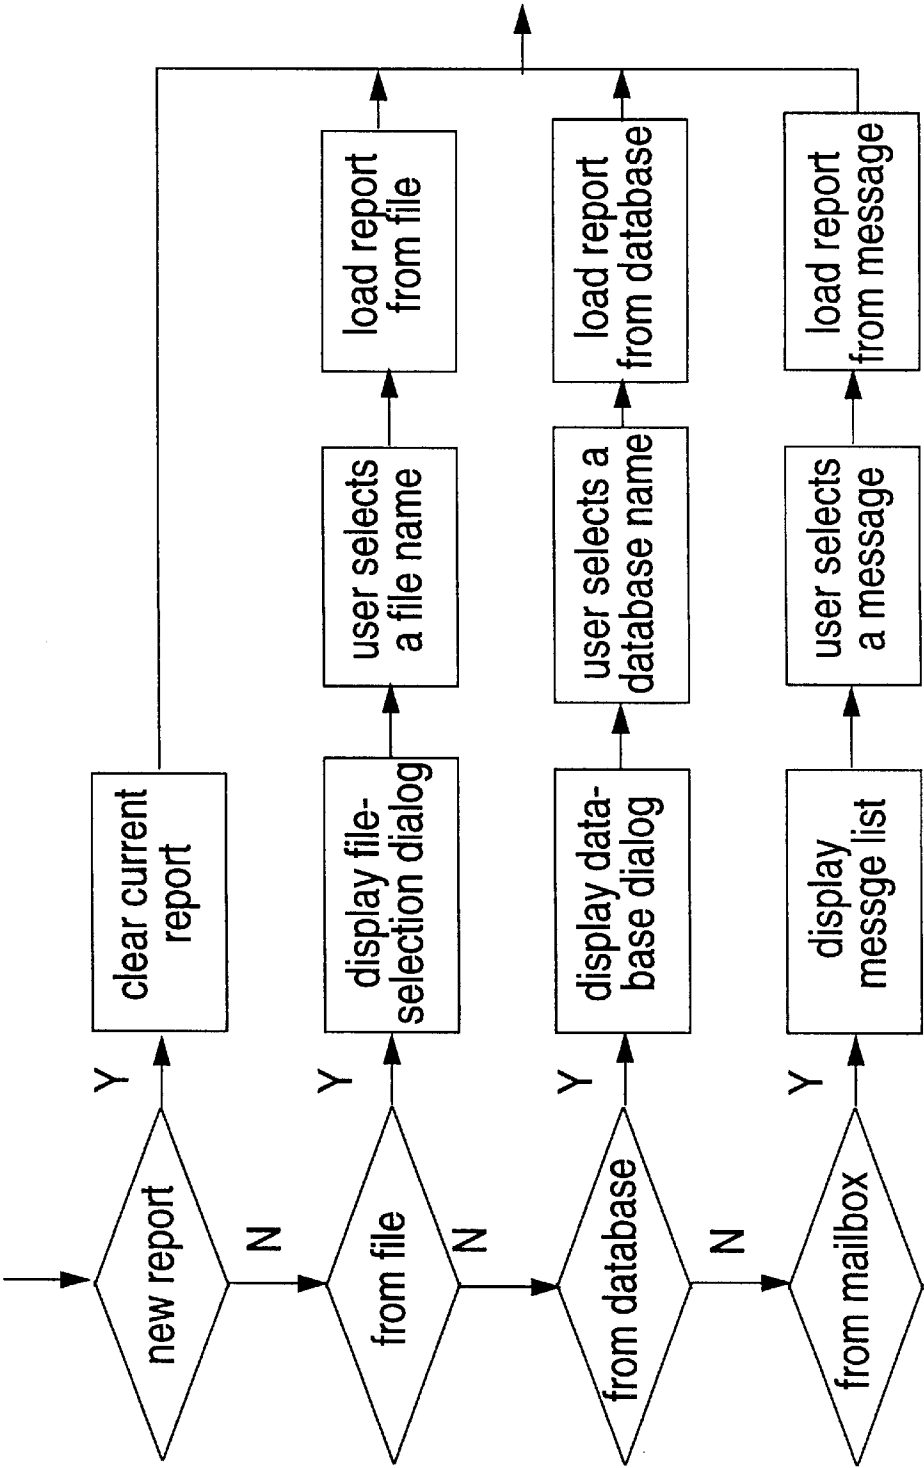 new report
Y
clear current
report
N
from file
Y
display file-
selection dialog
user selects
a file name
load report
from file
N
from database
Y
display data-
base dialog
user selects a
database name
load report
from database
N
from mailbox
Y
display
messge list
user selects
a message
load report
from message